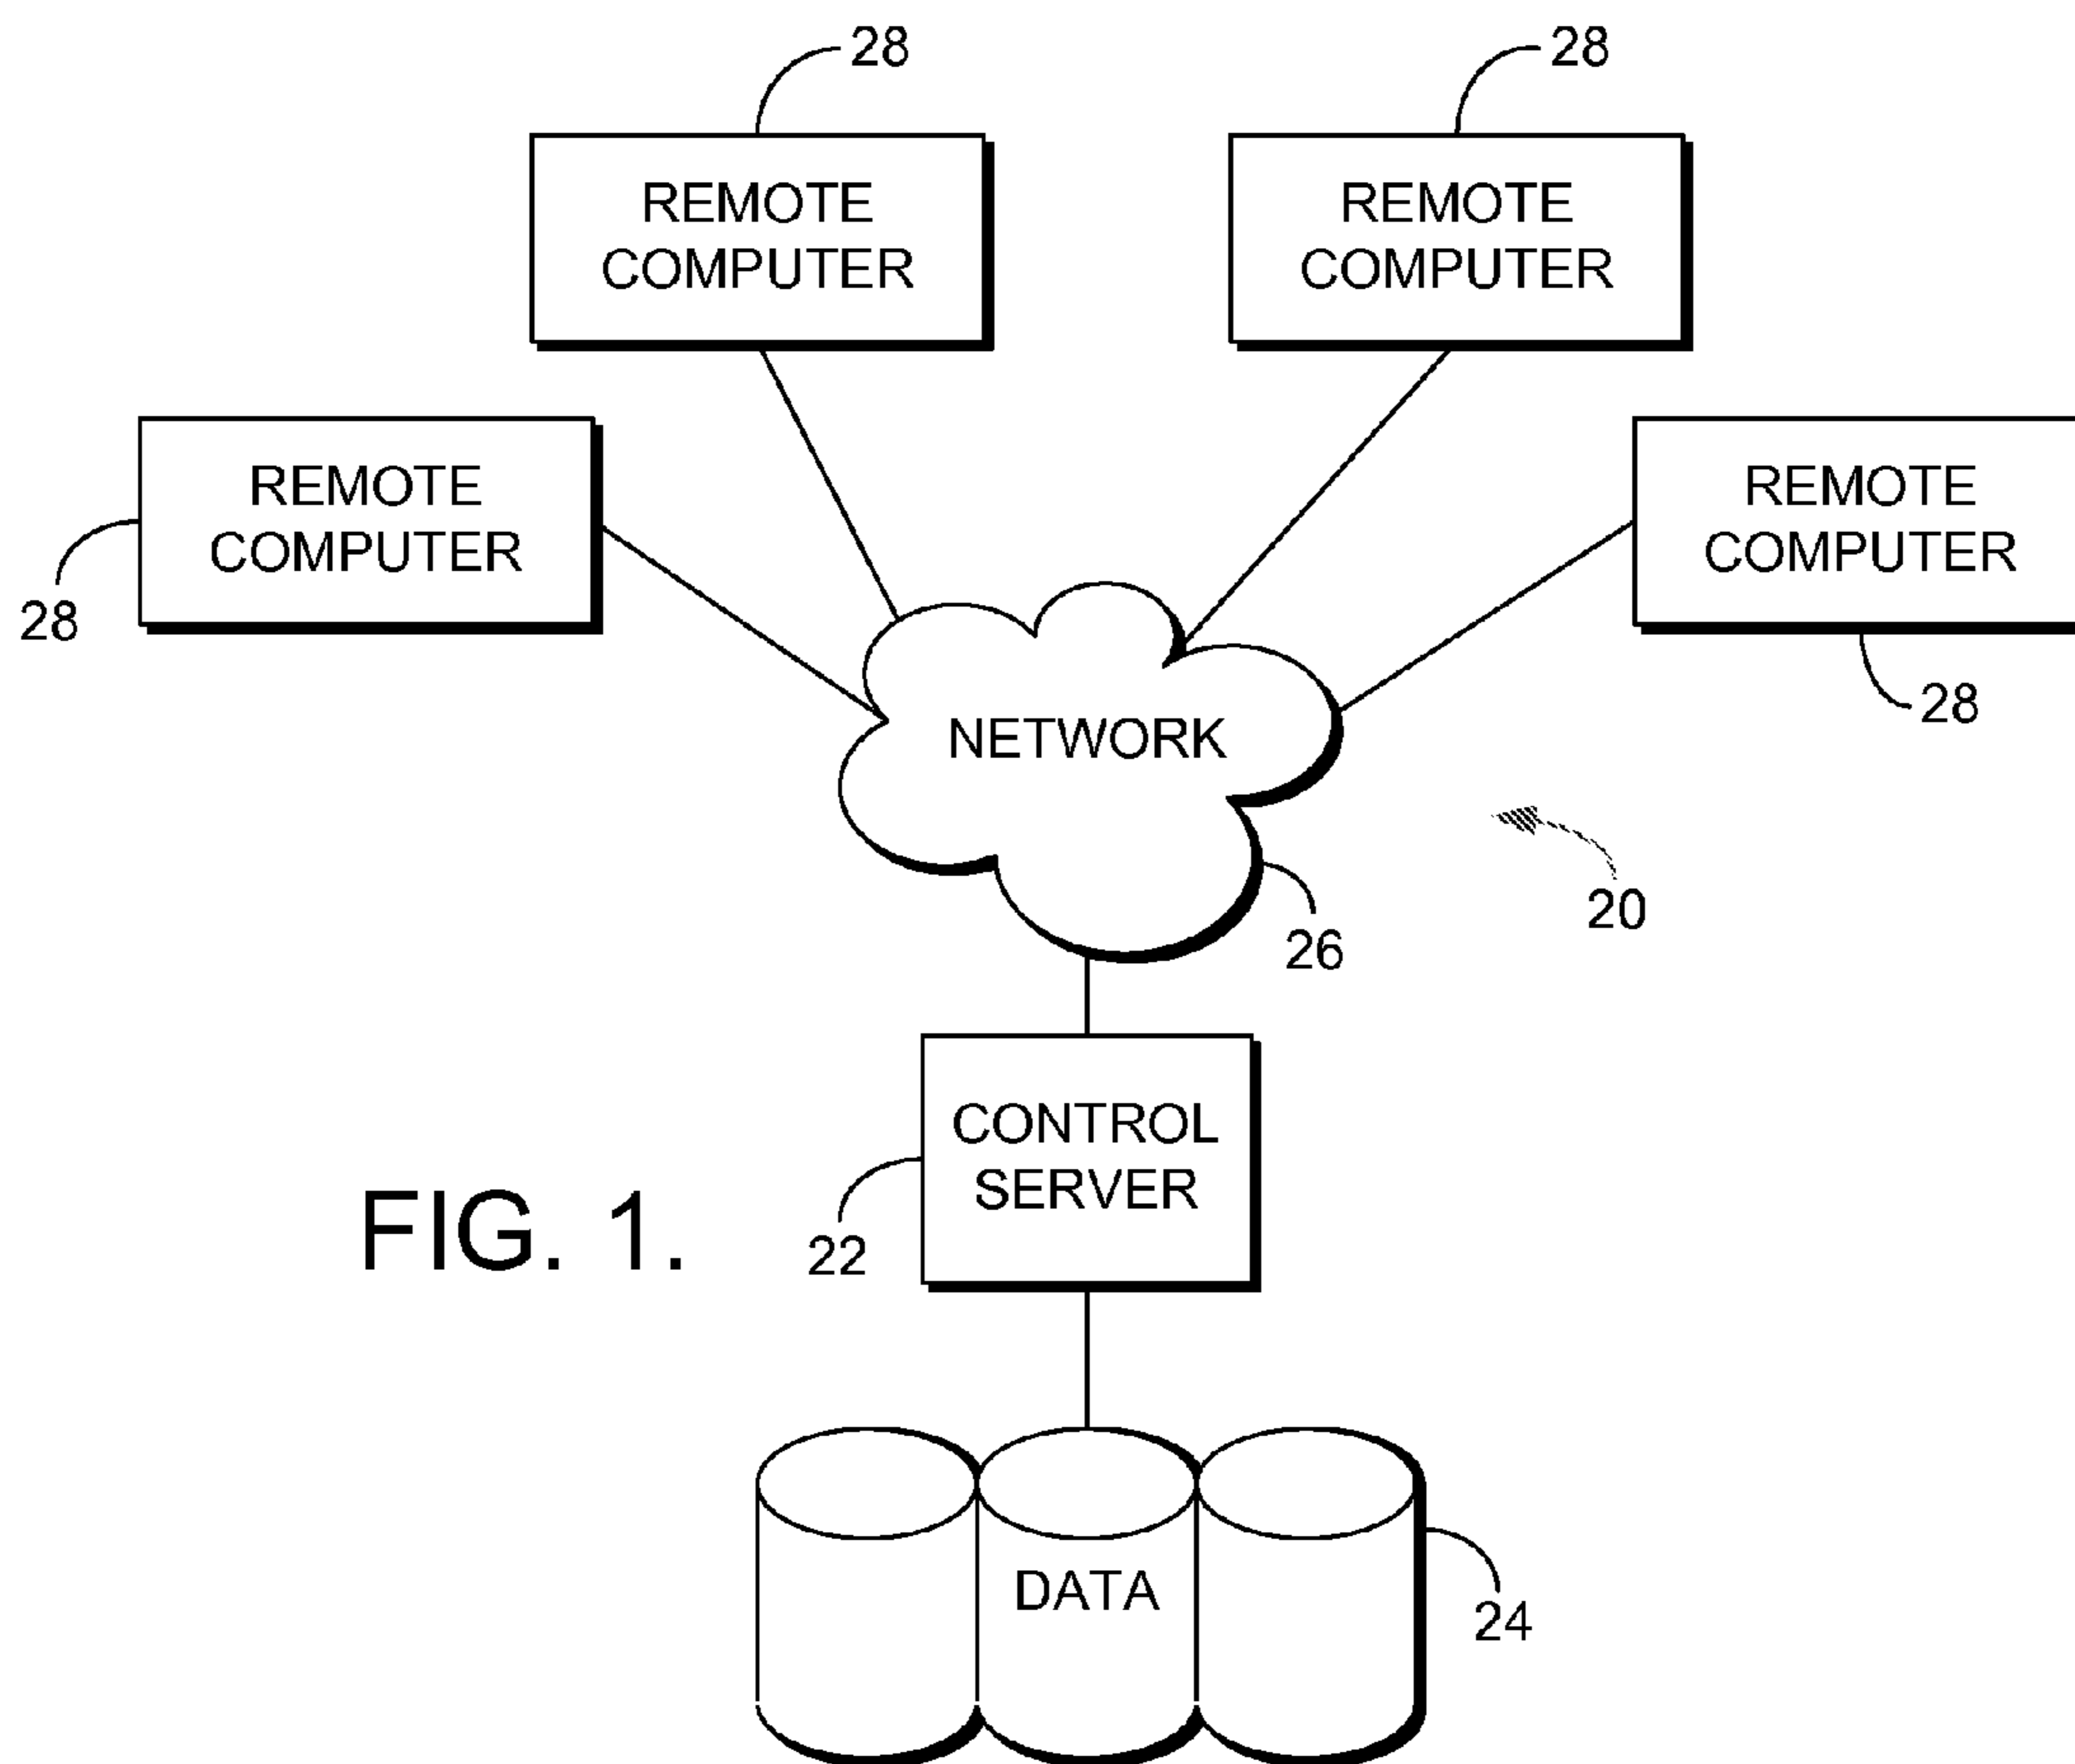 28
28
REMOTE
COMPUTER
REMOTE
COMPUTER
REMOTE
COMPUTER
REMOTE
COMPUTER
28
28
NETWORK
20
26
CONTROL
SERVER
22
FIG. 1.
DATA
24